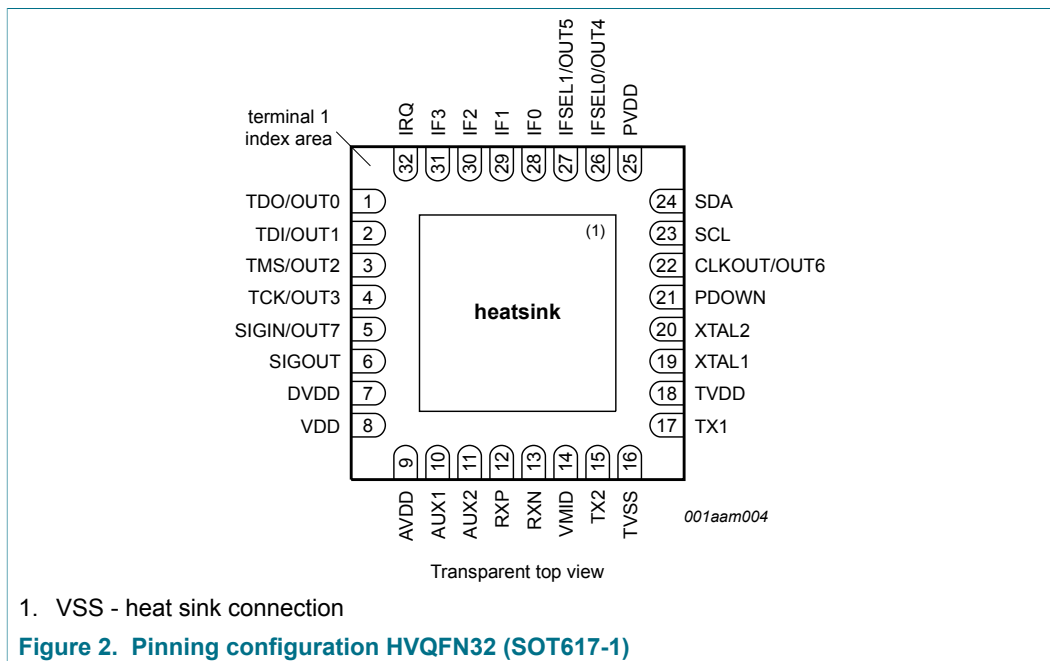 terminal 1
index area
IRQ
IF3
IF2
IF1
IF0
IFSEL1/OUT5
IFSEL0/OUT4
PVDD
32
31
30
29
28
27
26
25
TDO/OUT0 1
TDI/OUT1 2
TMS/OUT2 3
TCK/OUT3 4
SIGIN/OUT7 5
SIGOUT 6
DVDD 7
VDD 8
(1)
heatsink
24 SDA
23 SCL
22 CLKOUT/OUT6
21 PDOWN
20 XTAL2
19 XTAL1
18 TVDD
17 TX1
9
10
11
12
13
14
15
16
AVDD
AUX1
AUX2
RXP
RXN
VMID
TX2
TVSS
001aam004
Transparent top view
1. VSS - heat sink connection
Figure 2. Pinning configuration HVQFN32 (SOT617-1)